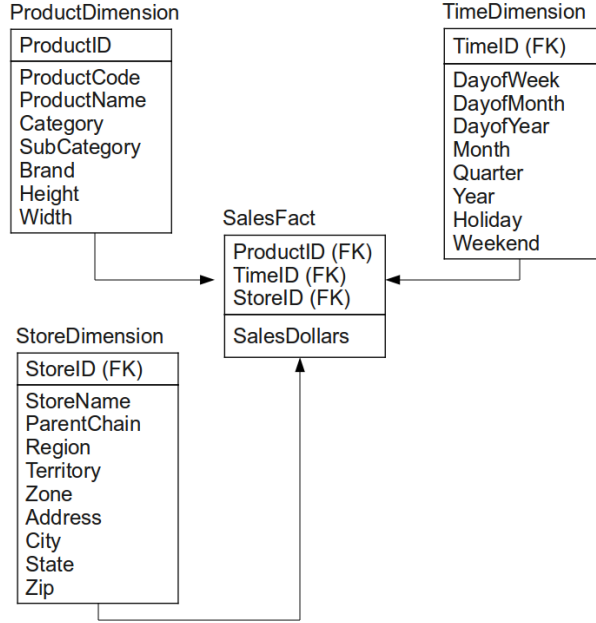 ProductDimension
ProductID
ProductCode
ProductName
Category
SubCategory
Brand
Height
Width
TimeDimension
TimeID (FK)
DayofWeek
DayofMonth
DayofYear
Month
Quarter
Year
Holiday
Weekend
SalesFact
ProductID (FK)
TimeID (FK)
StoreID (FK)
SalesDollars
StoreDimension
StoreID (FK)
StoreName
ParentChain
Region
Territory
Zone
Address
City
State
Zip